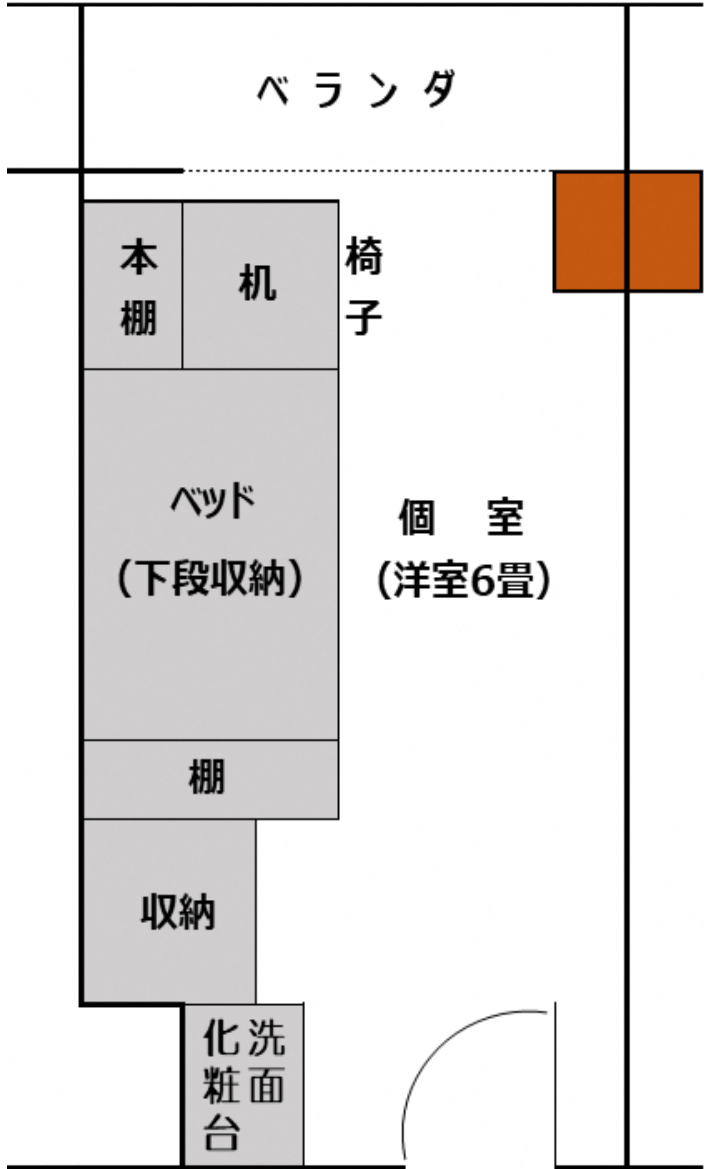 ベランダ
本棚
机
椅子
ベッド
(下段収納)
個室
(洋室6畳)
棚
収納
洗面
化粧台